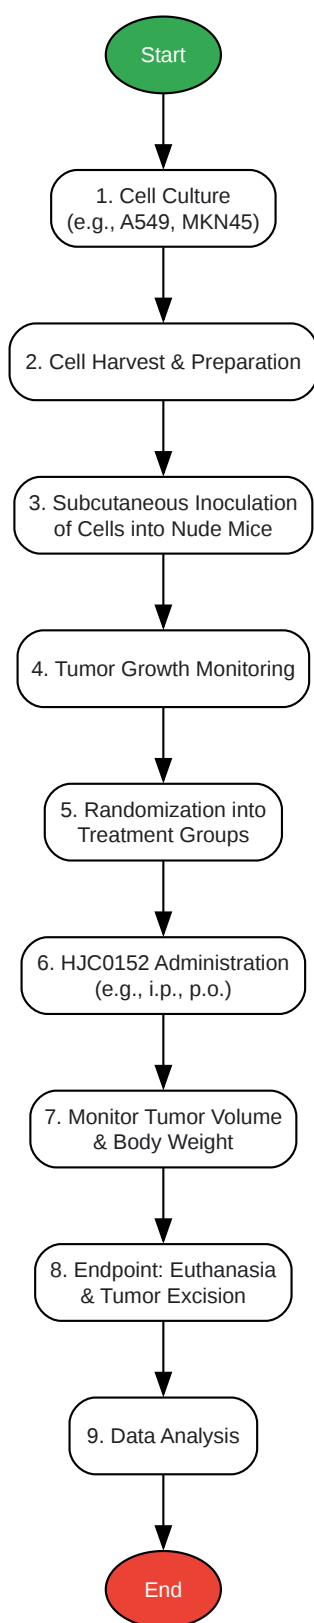 Start
1. Cell Culture
(e.g., A549, MKN45)
2. Cell Harvest & Preparation
3. Subcutaneous Inoculation
of Cells into Nude Mice
4. Tumor Growth Monitoring
5. Randomization into
Treatment Groups
6. HJC0152 Administration
(e.g., i.p., p.o.)
7. Monitor Tumor Volume
& Body Weight
8. Endpoint: Euthanasia
& Tumor Excision
9. Data Analysis
End